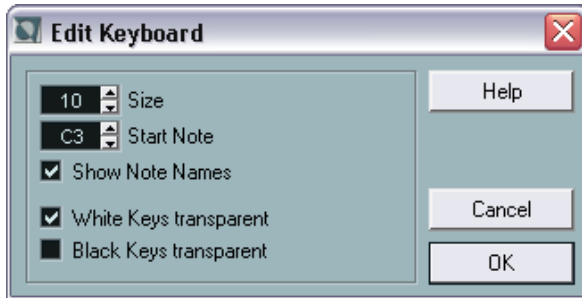 Edit Keyboard
10 Size
Help
C3 Start Note
Show Note Names
White Keys transparent
Cancel
Black Keys transparent
OK